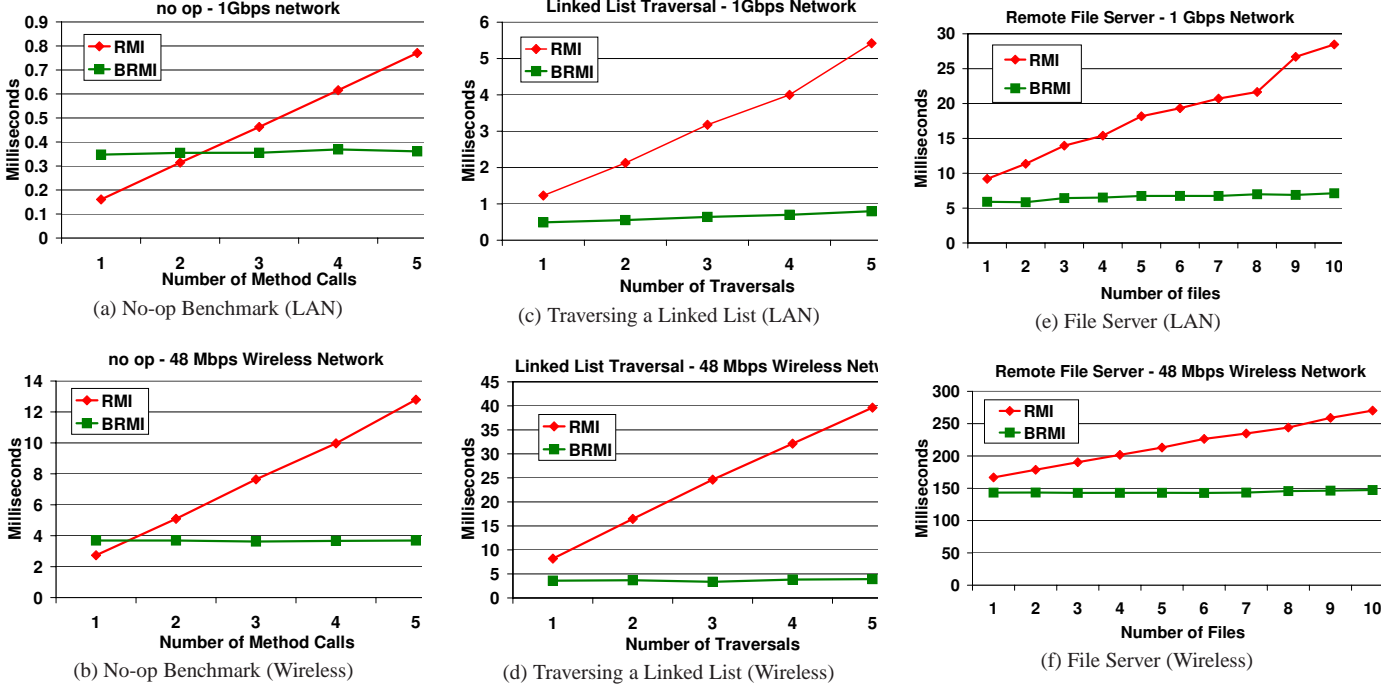 no op - 1Gbps network
Milliseconds
0.9
0.8
0.7
0.6
0.5
0.4
0.3
0.2
0.1
0
RMI
BRMI
1 2 3 4 5
Number of Method Calls
(a) No-op Benchmark (LAN)
Linked List Traversal - 1Gbps Network
Milliseconds
6
5
4
3
2
1
0
RMI
BRMI
1 2 3 4 5
Number of Traversals
(c) Traversing a Linked List (LAN)
Remote File Server - 1 Gbps Network
Milliseconds
30
25
20
15
10
5
0
RMI
BRMI
1 2 3 4 5 6 7 8 9 10
Number of files
(e) File Server (LAN)
no op - 48 Mbps Wireless Network
Milliseconds
14
12
10
8
6
4
2
0
RMI
BRMI
1 2 3 4 5
Number of Method Calls
(b) No-op Benchmark (Wireless)
Linked List Traversal - 48 Mbps Wireless Netw
Milliseconds
45
40
35
30
25
20
15
10
5
0
RMI
BRMI
1 2 3 4 5
Number of Traversals
(d) Traversing a Linked List (Wireless)
Remote File Server - 48 Mbps Wireless Network
Milliseconds
300
250
200
150
100
50
0
RMI
BRMI
1 2 3 4 5 6 7 8 9 10
Number of Files
(f) File Server (Wireless)